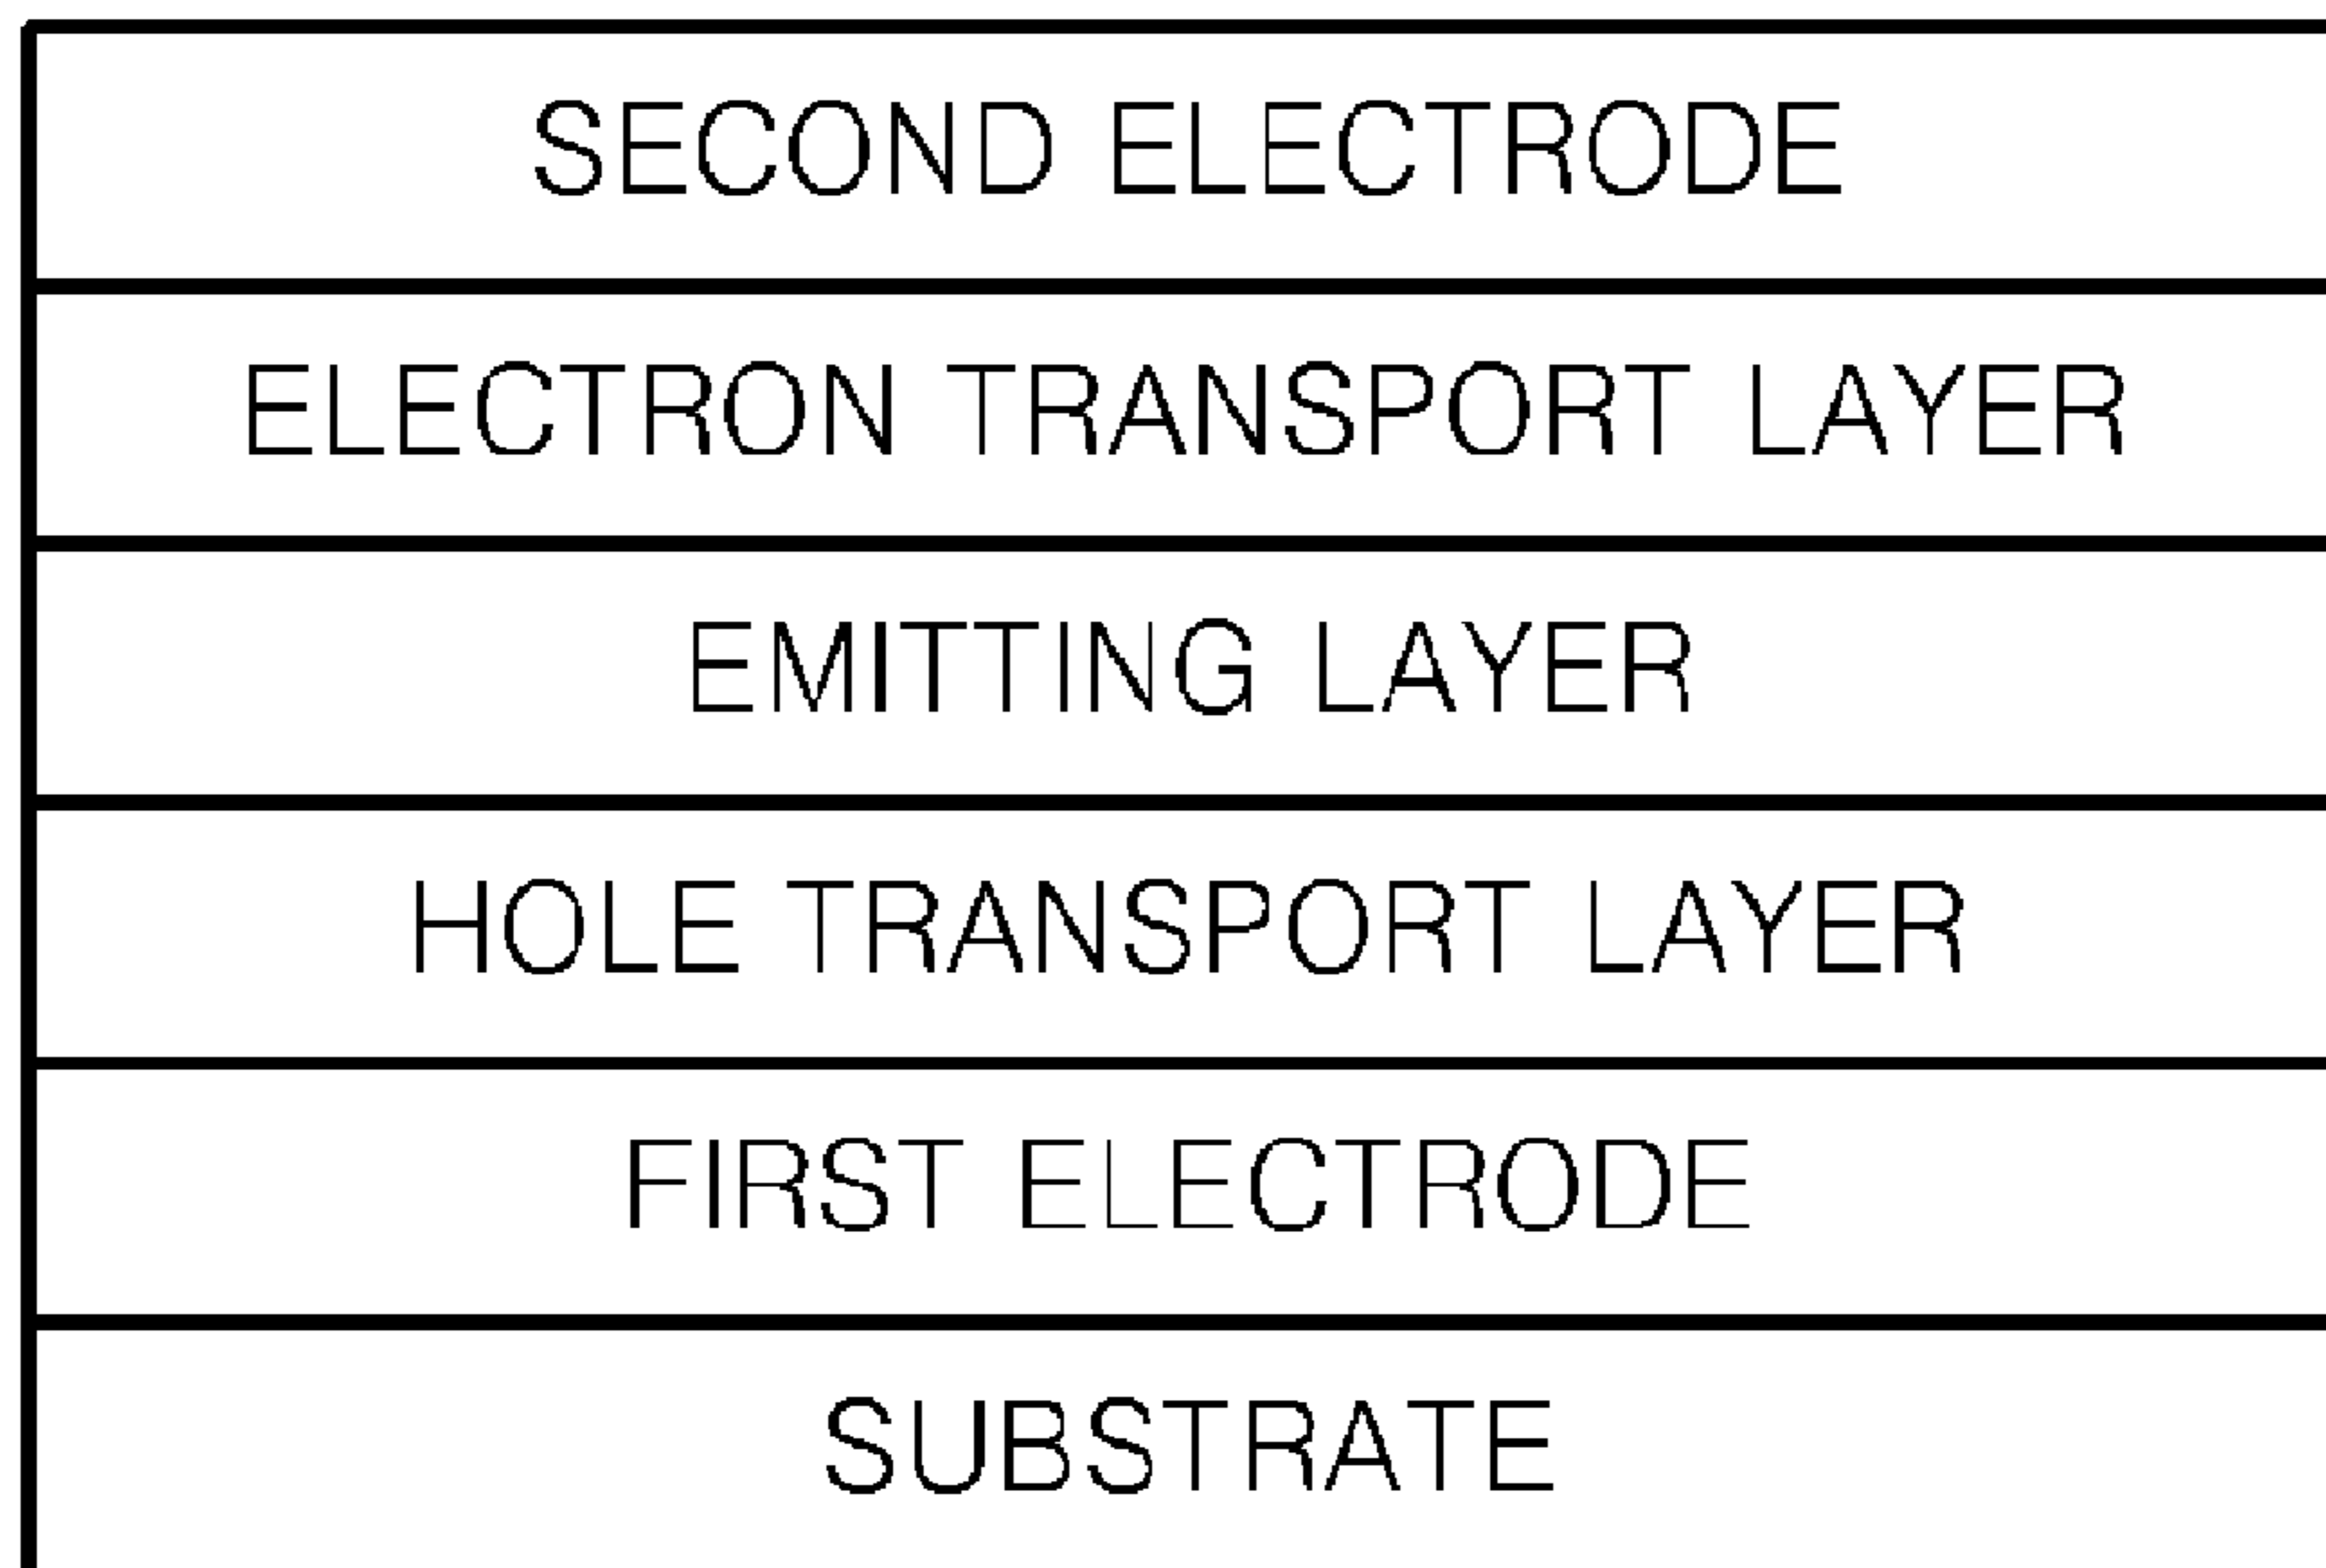 SECOND ELECTRODE
ELECTRON TRANSPORT LAYER
EMITTING LAYER
HOLE TRANSPORT LAYER
FIRST ELECTRODE
SUBSTRATE